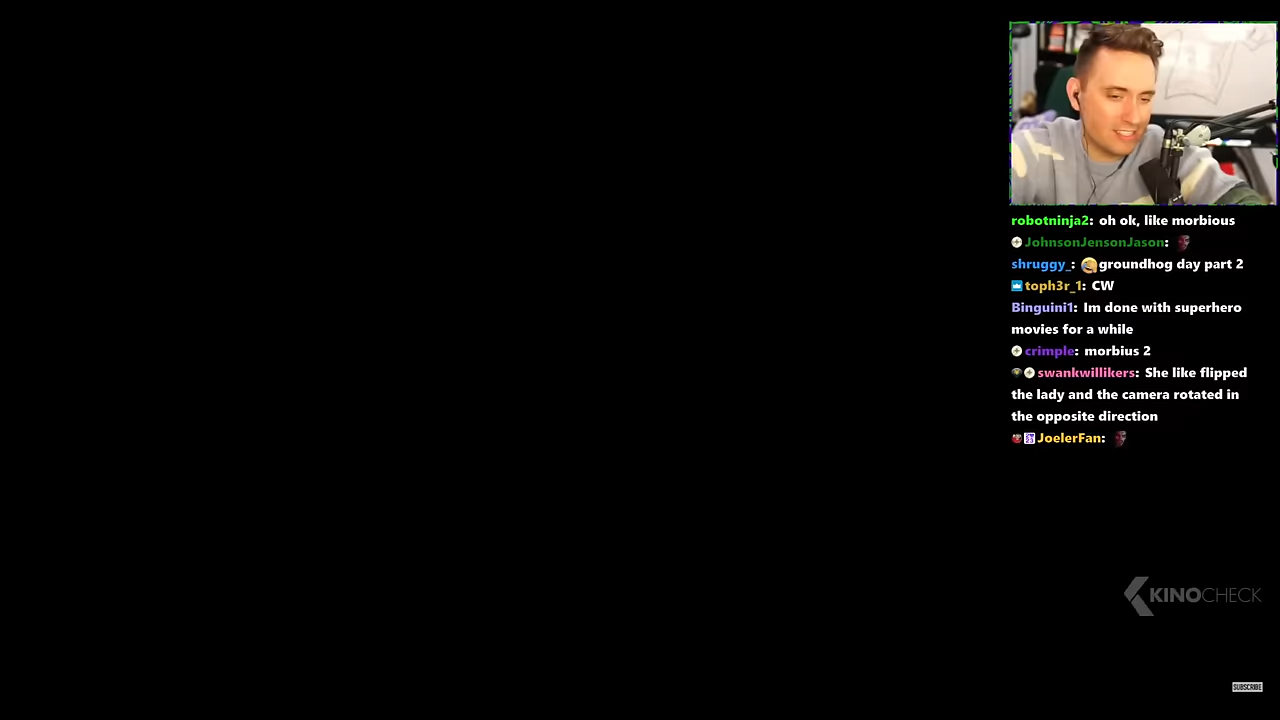 robotninja2: oh ok, like morbious
JohnsonJensonJason:
shruggy_: groundhog day part 2
toph3r_1: CW
Binguini1: Im done with superhero
movies for a while
crimple: morbius 2
swankwillikers: She like flipped
the lady and the camera rotated in
the opposite direction
JoelerFan:
KINOCHECK
SUBSCRIBE